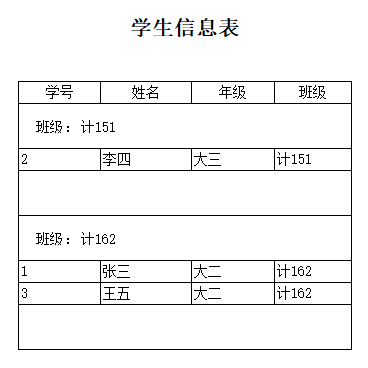 学生信息表
学号 姓名 年级 班级
班级：计151
2 李四 大三 计151
班级：计162
1 张三 大二 计162
3 王五 大二 计162